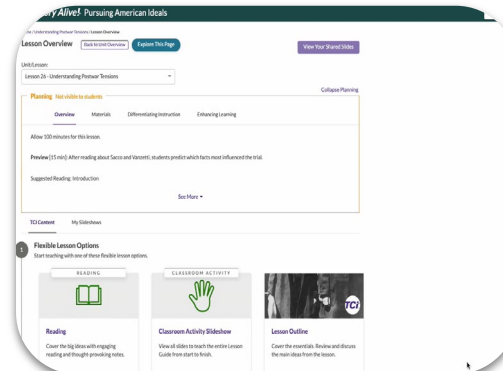 Alive!® Pursuing American Ideals
/ Understanding Postwar Tensions / Lesson Overview
Lesson Overview
Back to Unit Overview
Explore This Page
View Your Shared Slides
Unit/Lesson:
Lesson 26 - Understanding Postwar Tensions
Collapse Planning
Planning Not visible to students
Overview Materials Differentiating Instruction Enhancing Learning
Allow 100 minutes for this lesson.
Preview (15 min): After reading about Sacco and Vanzetti, students predict which facts most influenced the trial.
Suggested Reading: Introduction
See More
TCI Content My Slideshows
1
Flexible Lesson Options
Start teaching with one of these flexible lesson options.
READING
CLASSROOM ACTIVITY
TCi
Reading
Cover the big ideas with engaging
reading and thought-provoking notes.
Classroom Activity Slideshow
View all slides to teach the entire Lesson
Guide from start to finish.
Lesson Outline
Cover the essentials. Review and discuss
the main ideas from the lesson.